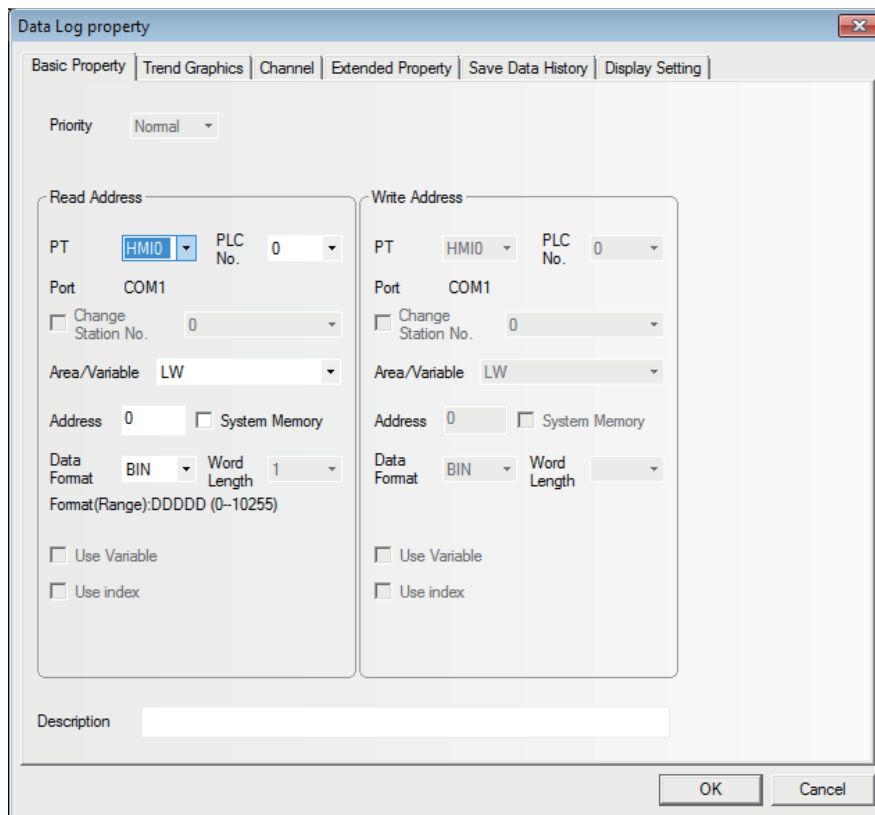 Data Log property
Basic Property Trend Graphics Channel Extended Property Save Data History Display Setting
Priority Normal
Read Address
PT HMI0 PLC No. 0
Port COM1
Change Station No. 0
Area/Variable LW
Address 0 System Memory
Data Format BIN Word Length 1
Format(Range):DDDDD (0--10255)
Use Variable
Use index
Write Address
PT HMI0 PLC No. 0
Port COM1
Change Station No. 0
Area/Variable LW
Address 0 System Memory
Data Format BIN Word Length
Use Variable
Use index
Description
OK Cancel